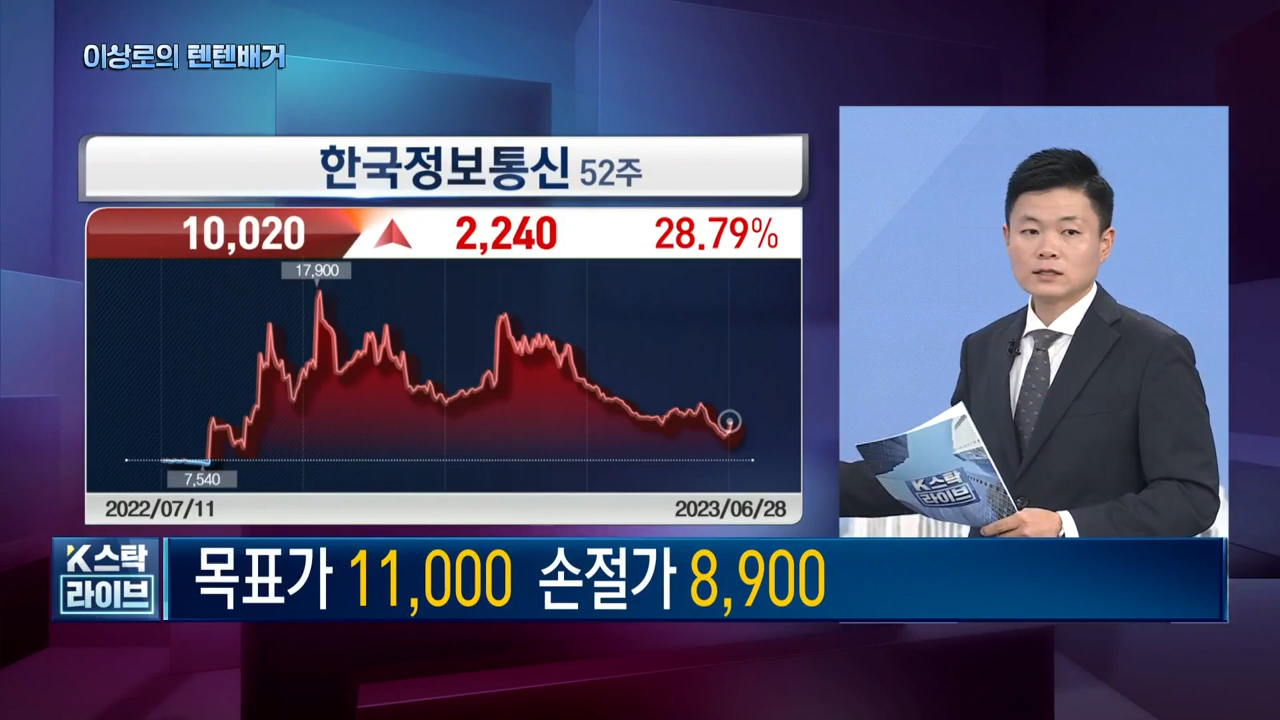 이상로의 텐텐배거
한국정보통신 52주
10,020 ▲ 2,240 28.79%
17,900
7,540
2022/07/11 2023/06/28
K스탁
라이브
K스탁
라이브
목표가 11,000 손절가 8,900